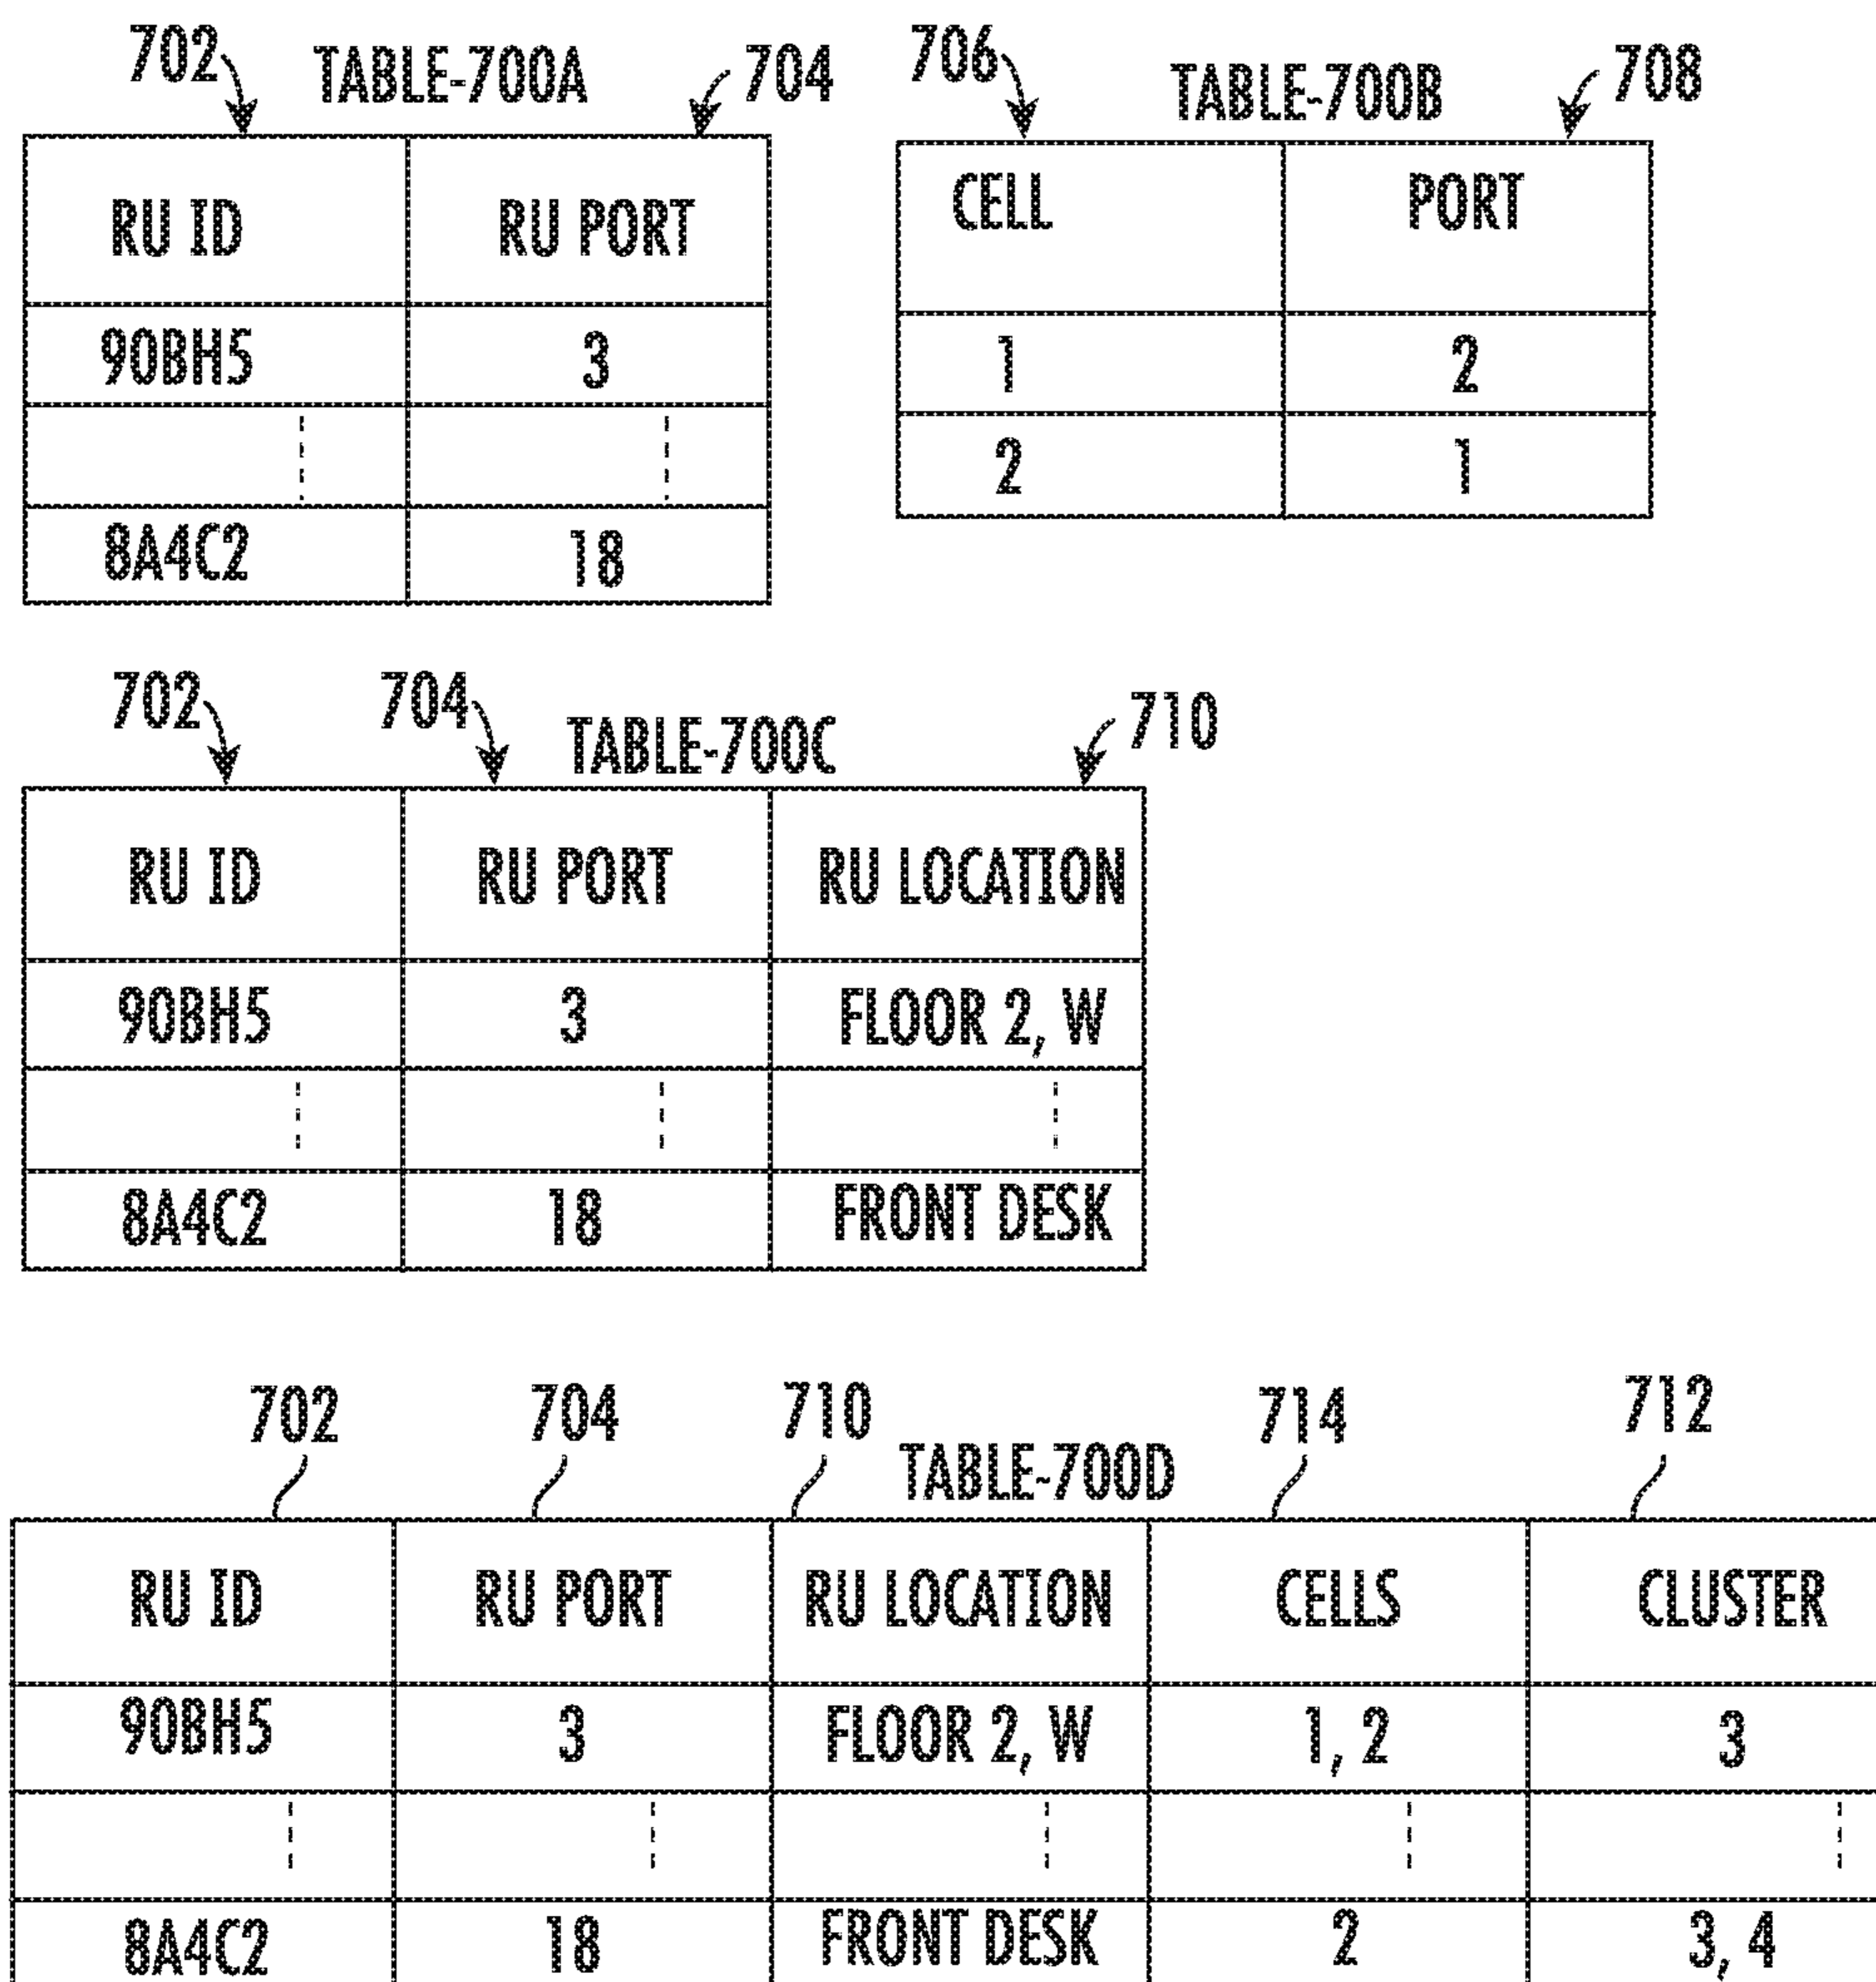 702 TABLE-700A 704
RU ID RU PORT
90BH5 3
8A4C2 18
706 TABLE-700B 708
CELL PORT
1 2
2 1
702 704 TABLE-700C 710
RU ID RU PORT RU LOCATION
90BH5 3 FLOOR 2, W
8A4C2 18 FRONT DESK
702 704 710 TABLE-700D 714 712
RU ID RU PORT RU LOCATION CELLS CLUSTER
90BH5 3 FLOOR 2, W 1, 2 3
8A4C2 18 FRONT DESK 2 3, 4